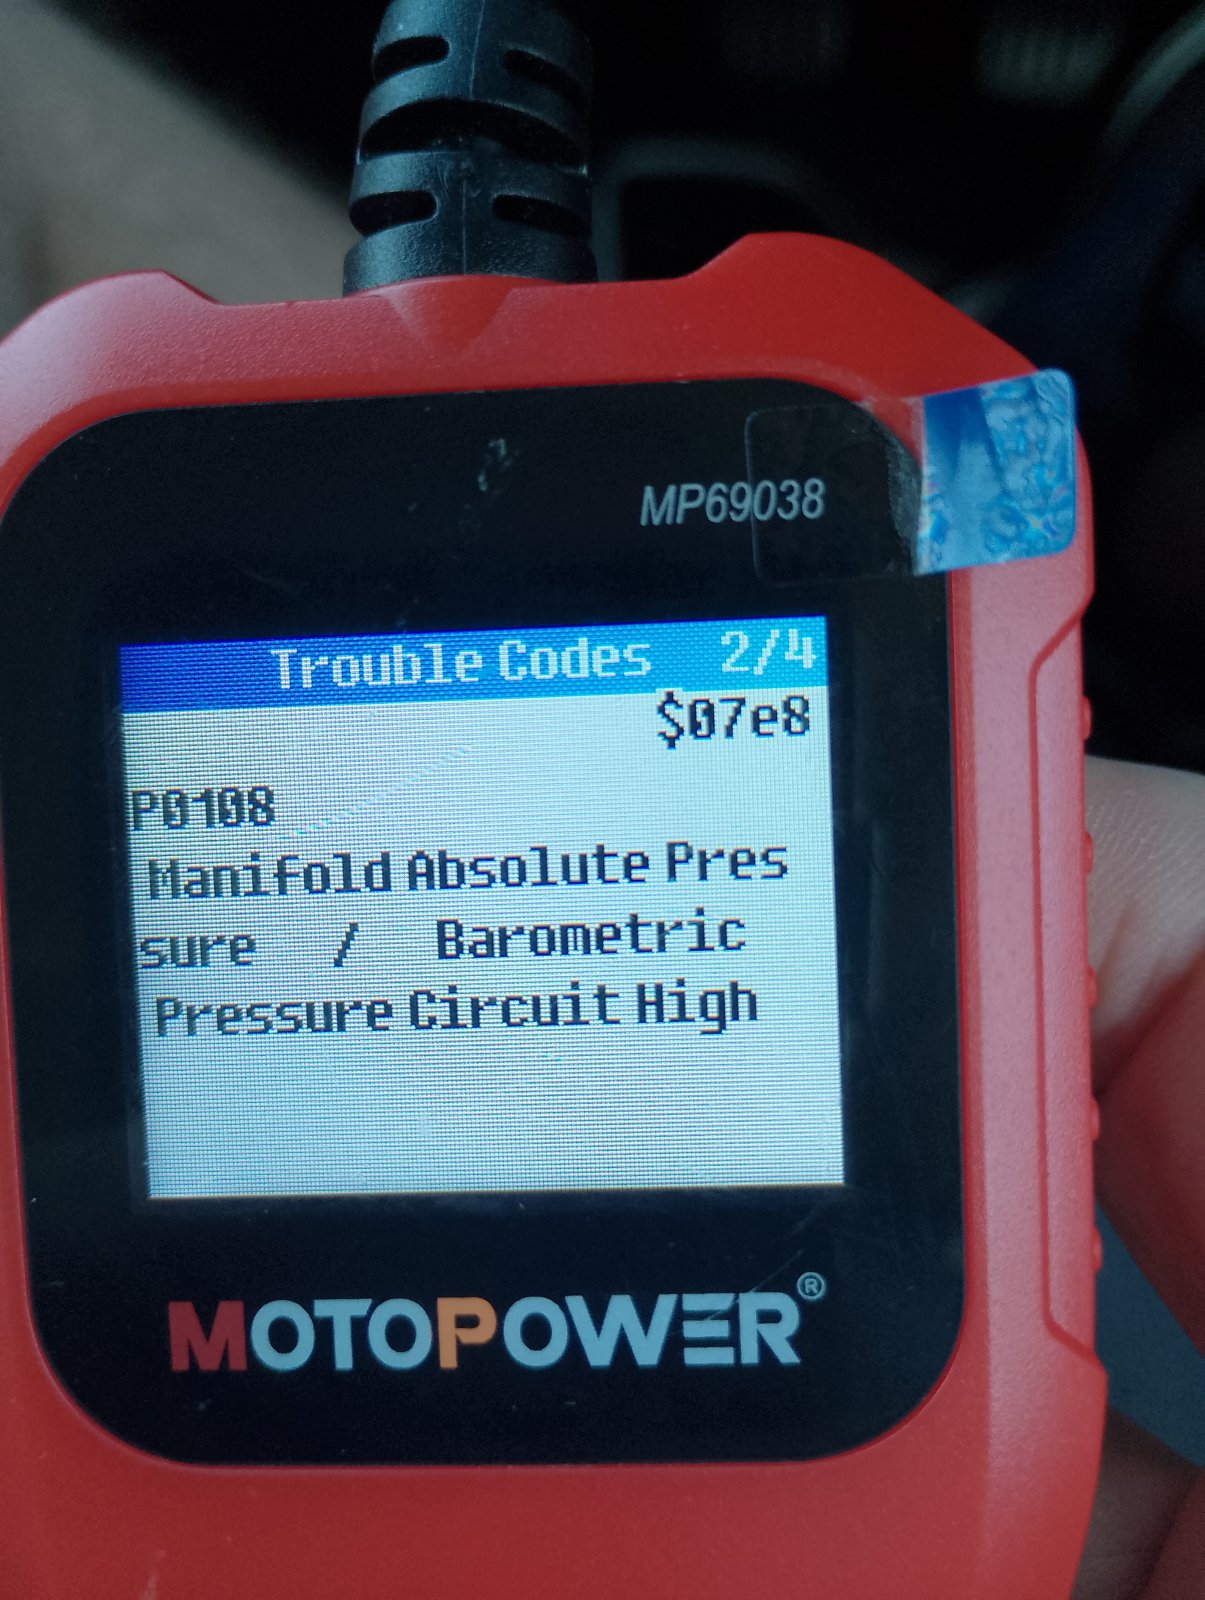 MP69038
Trouble Codes 2/4
$07e8
P0108
Manifold Absolute Pres
sure / Barometric
Pressure Circuit High
MOTOPOWER®